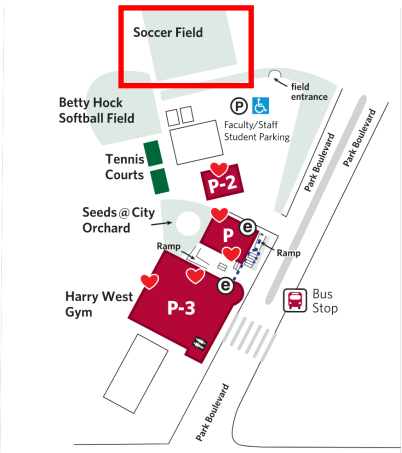 Soccer Field
field
entrance
Betty Hock
Softball Field
P
Faculty/Staff
Student Parking
Park Boulevard
Park Boulevard
Tennis
Courts
P-2
Seeds@City
Orchard
e
P
Ramp
Ramp
e
Harry West
Gym
P-3
Bus
Stop
Park Boulevard